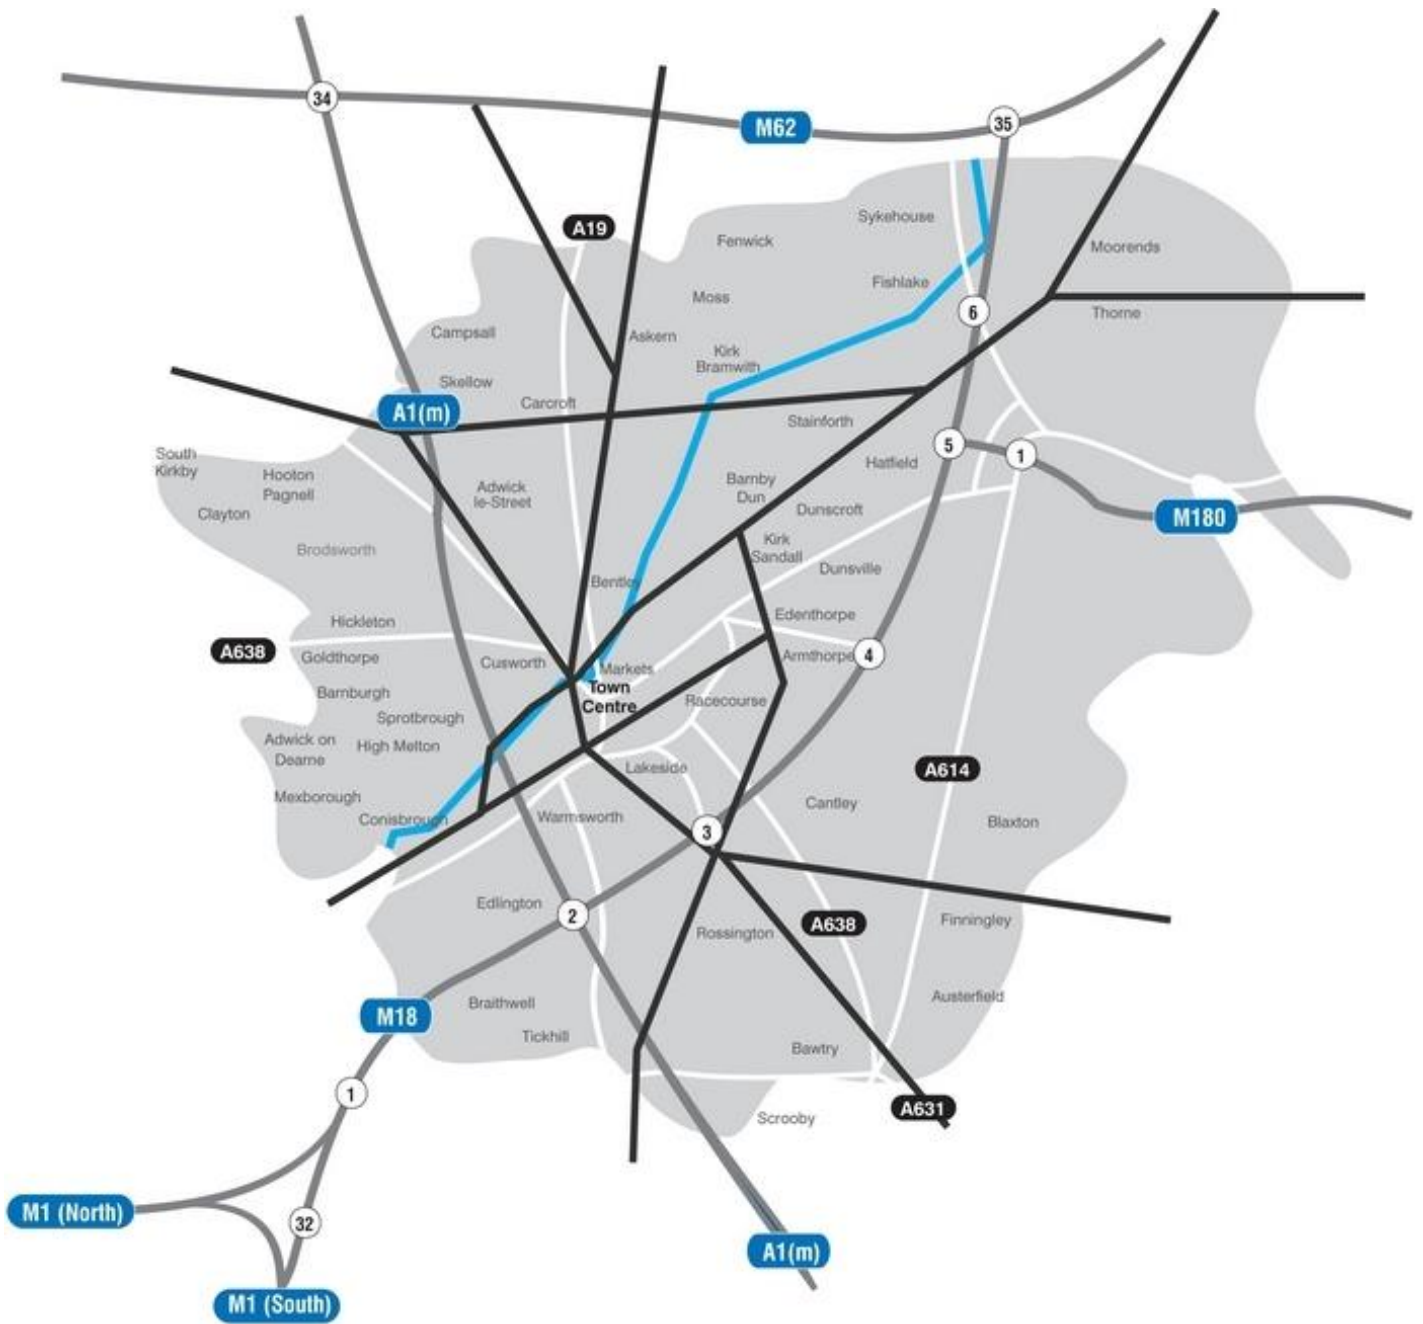 34
M62
35
A19
Sykehouse
Fenwick
Moorends
Fishlake
Moss
6
Thorne
Campsall
Askern
Kirk
Bramwith
Skellow
Carcroft
A1(m)
Stainforth
South
Kirkby
Hooton
Pagnell
5
1
Hatfield
Adwick
le-Street
Barnby
Dun
Clayton
Dunscroft
M180
Brodsworth
Kirk
Sandall
Dunsville
Bentley
Hickleton
Edenthorpe
A638
Goldthorpe
Cusworth
Markets
Armthorpe
4
Town
Centre
Barnburgh
Racecourse
Sprotbrough
Adwick on
Dearne
High Melton
Lakeside
A614
Mexborough
Conisbrough
Warmsworth
Cantley
Blaxton
3
Edlington
2
A638
Finningley
Rossington
Braithwell
Austerfield
M18
Tickhill
Bawtry
1
A631
Scrooby
M1 (North)
32
A1(m)
M1 (South)